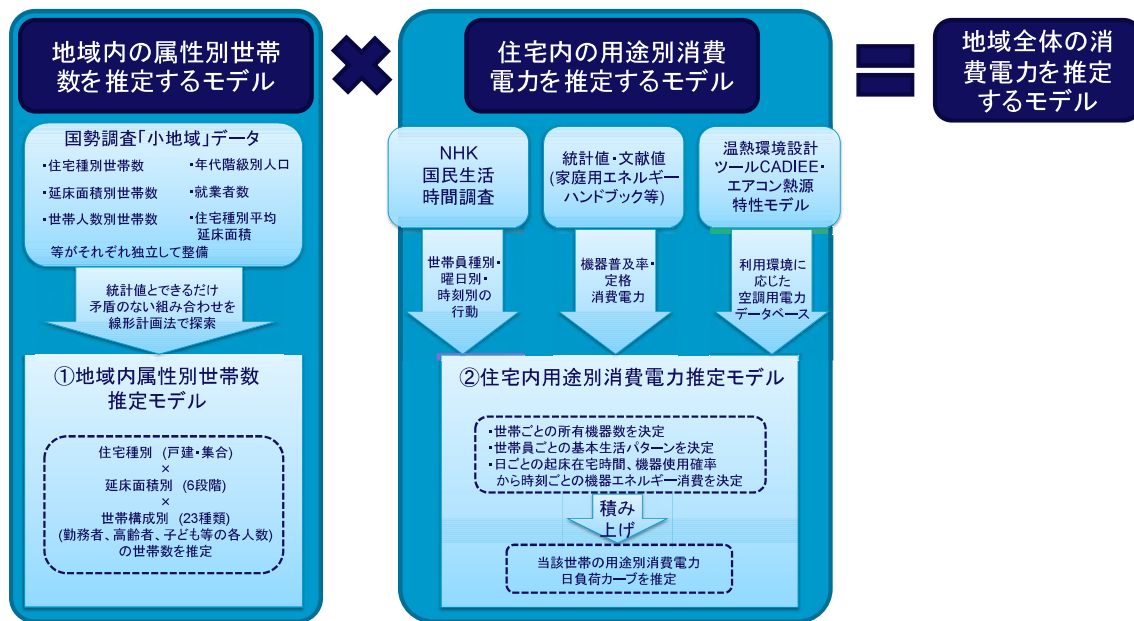 地域内の属性別世帯
数を推定するモデル
×
住宅内の用途別消費
電力を推定するモデル
=
地域全体の消
費電力を推定
するモデル
国勢調査「小地域」データ
・住宅種別世帯数
・延床面積別世帯数
・世帯人数別世帯数
・年代階級別人口
・就業者数
・住宅種別平均
延床面積
等がそれぞれ独立して整備
統計値とできるだけ
矛盾のない組み合わせを
線形計画法で探索
①地域内属性別世帯数
推定モデル
住宅種別 (戸建・集合)
×
延床面積別 (6段階)
×
世帯構成別 (23種類)
(勤務者、高齢者、子ども等の各人数)
の世帯数を推定
NHK
国民生活
時間調査
統計値・文献値
(家庭用エネルギー
ハンドブック等)
温熱環境設計
ツールCADIEE・
エアコン熱源
特性モデル
世帯員種別・
曜日別・
時刻別の
行動
機器普及率・
定格
消費電力
利用環境に
応じた
空調用電力
データベース
②住宅内用途別消費電力推定モデル
・世帯ごとの所有機器数を決定
・世帯員ごとの基本生活パターンを決定
・日ごとの起床在宅時間、機器使用確率
から時刻ごとの機器エネルギー消費を決定
積み
上げ
当該世帯の用途別消費電力
日負荷カーブを推定